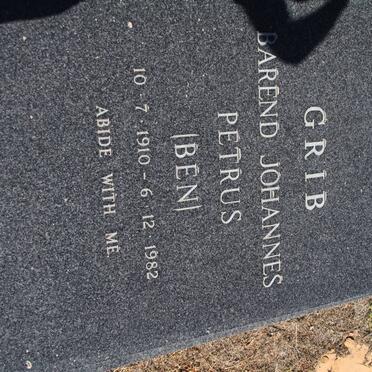 GRIB
BAREND JOHANNES
PETRUS
(BEN)
10 · 7 · 1910 – 6 · 12 · 1982
ABIDE WITH ME